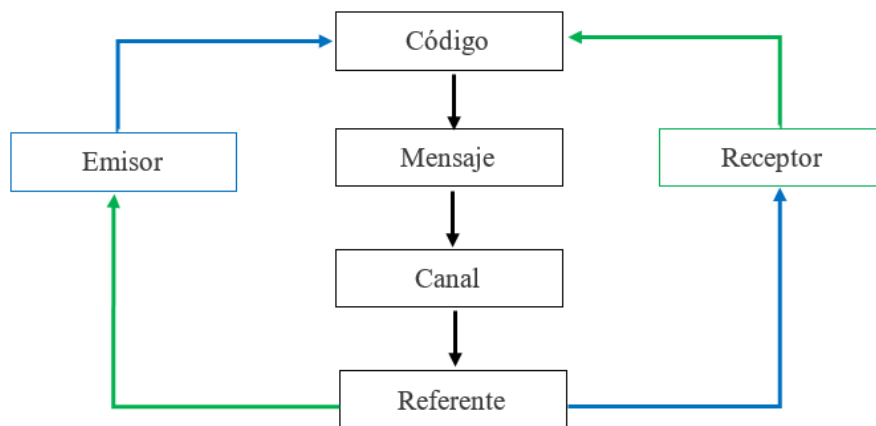 Código
Emisor
Mensaje
Receptor
Canal
Referente